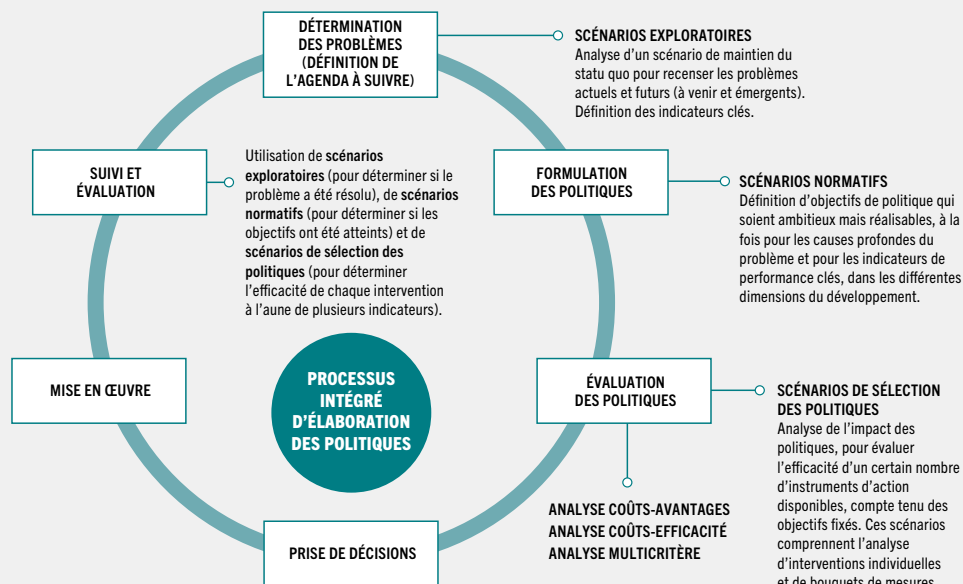 DÉTERMINATION
DES PROBLÈMES
(DÉFINITION DE
L'AGENDA À SUIVRE)
SCÉNARIOS EXPLORATOIRES
Analyse d'un scénario de maintien du
statu quo pour recenser les problèmes
actuels et futurs (à venir et émergents).
Définition des indicateurs clés.
SUIVI ET
ÉVALUATION
Utilisation de scénarios
exploratoires (pour déterminer si le
problème a été résolu), de scénarios
normatifs (pour déterminer si les
objectifs ont été atteints) et de
scénarios de sélection des
politiques (pour déterminer
l'efficacité de chaque intervention
à l'aune de plusieurs indicateurs).
FORMULATION
DES POLITIQUES
SCÉNARIOS NORMATIFS
Définition d'objectifs de politique qui
soient ambitieux mais réalisables, à la
fois pour les causes profondes du
problème et pour les indicateurs de
performance clés, dans les différentes
dimensions du développement.
MISE EN ŒUVRE
PROCESSUS
INTÉGRÉ
D'ÉLABORATION
DES POLITIQUES
ÉVALUATION
DES POLITIQUES
SCÉNARIOS DE SÉLECTION
DES POLITIQUES
Analyse de l'impact des
politiques, pour évaluer
l'efficacité d'un certain nombre
d'instruments d'action
disponibles, compte tenu des
objectifs fixés. Ces scénarios
comprennent l'analyse
d'interventions individuelles
et de bouquets de mesures
ANALYSE COÛTS-AVANTAGES
ANALYSE COÛTS-EFFICACITÉ
ANALYSE MULTICRITÈRE
PRISE DE DÉCISIONS